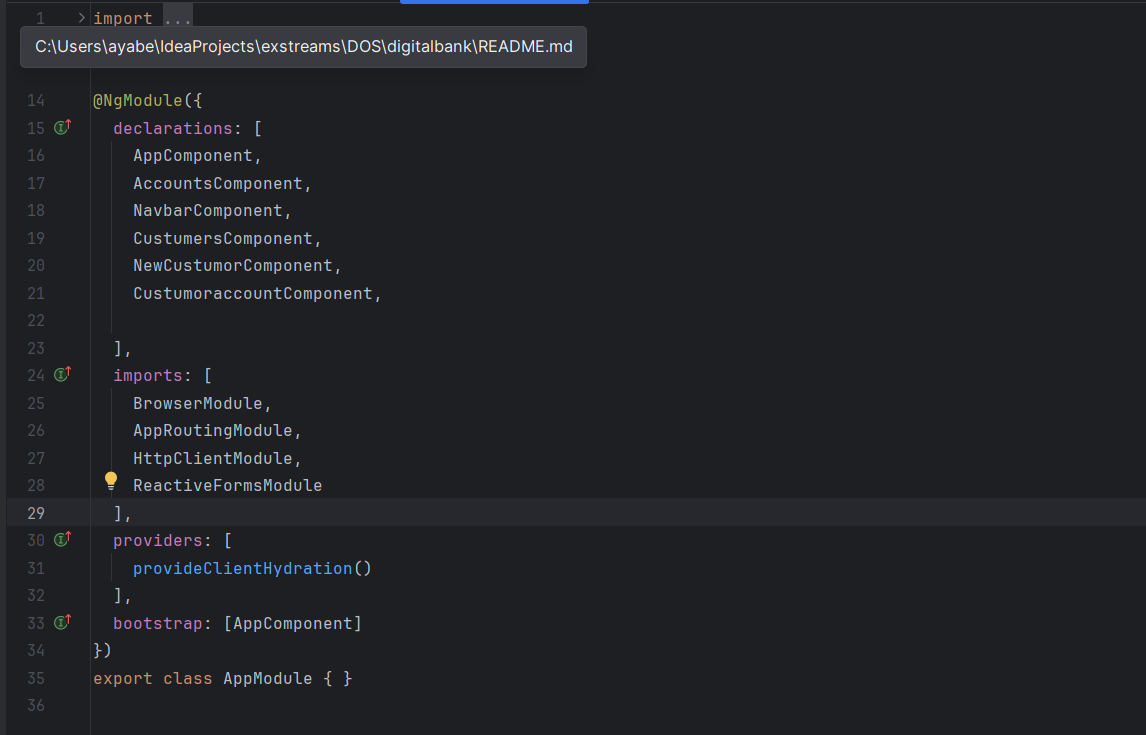 1 import ...
C:\Users\ayabe\IdeaProjects\exstreams\DOS\digitalbank\README.md
14 @NgModule({
15 declarations: [
16 AppComponent,
17 AccountsComponent,
18 NavbarComponent,
19 CustumersComponent,
20 NewCustumorComponent,
21 CustumoraccountComponent,
22
23 ],
24 imports: [
25 BrowserModule,
26 AppRoutingModule,
27 HttpClientModule,
28 ReactiveFormsModule
29 ],
30 providers: [
31 provideClientHydration()
32 ],
33 bootstrap: [AppComponent]
34 })
35 export class AppModule { }
36